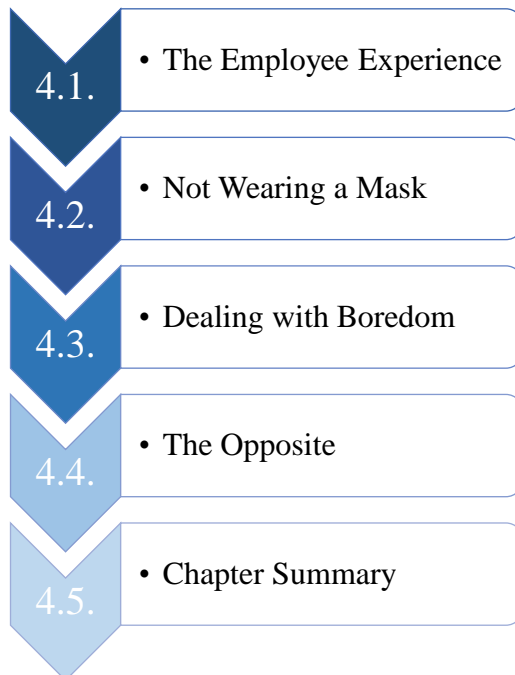 4.1.
• The Employee Experience
4.2.
• Not Wearing a Mask
4.3.
• Dealing with Boredom
4.4.
• The Opposite
4.5.
• Chapter Summary